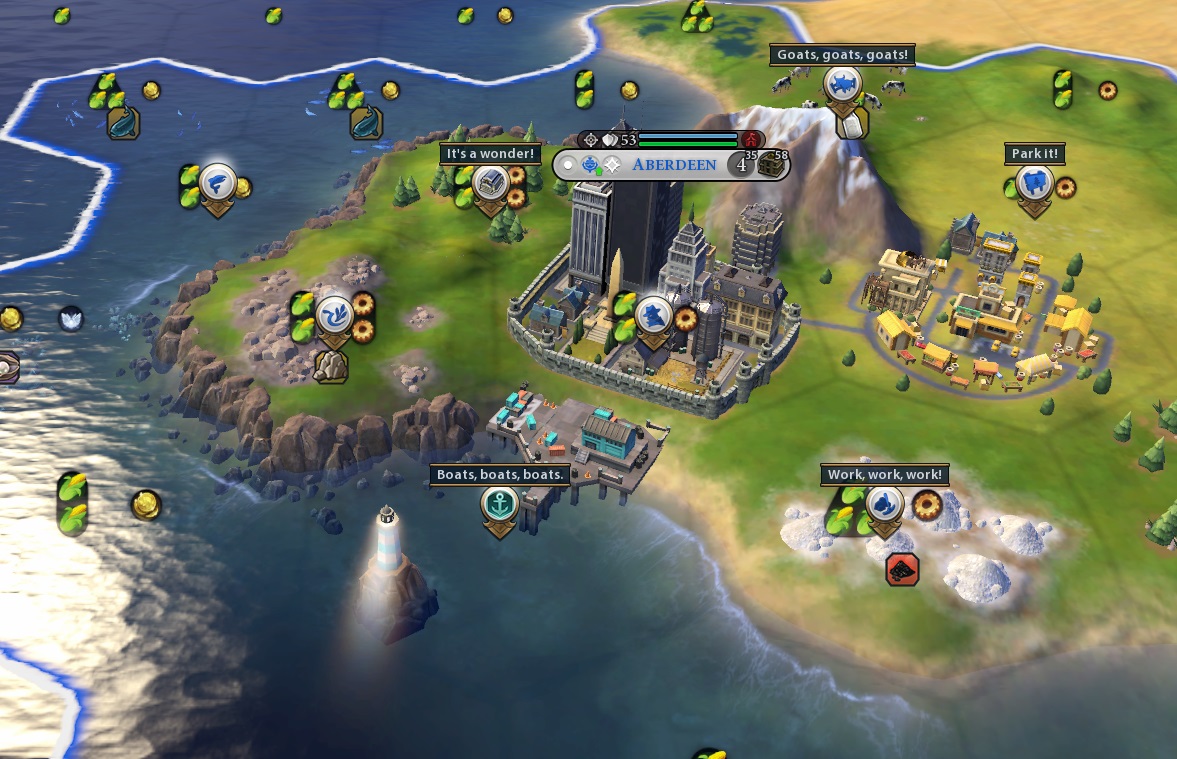 Goats, goats, goats!
53
It's a wonder!
ABERDEEN 4 35 58
Park it!
Boats, boats, boats.
Work, work, work!